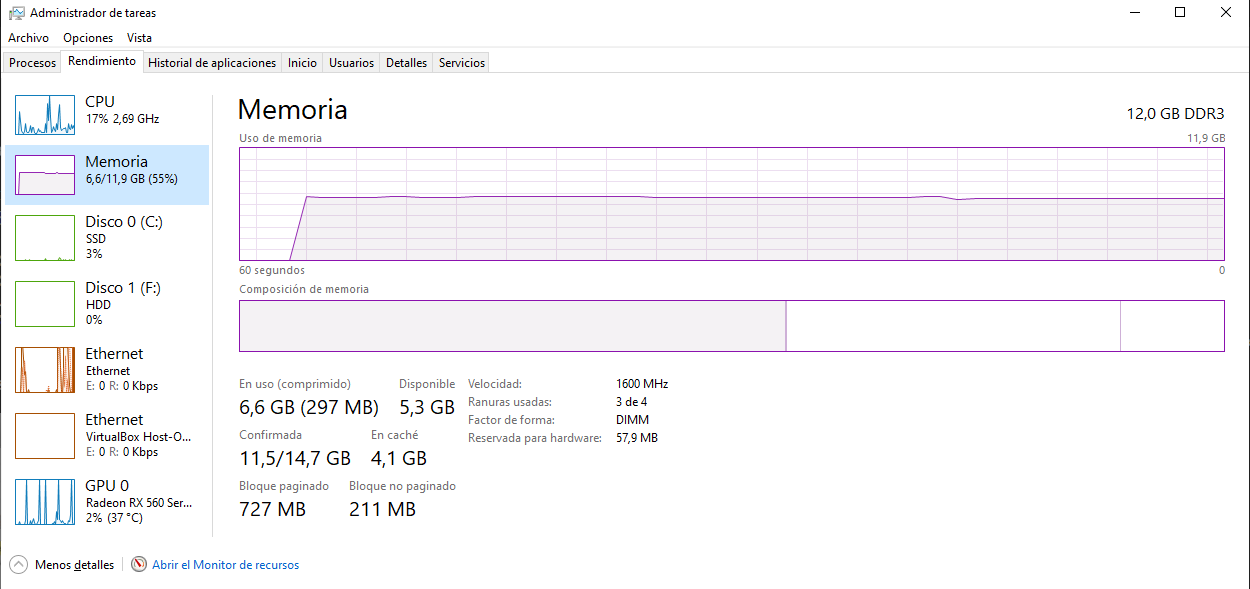 Administrador de tareas
Archivo Opciones Vista
Procesos Rendimiento Historial de aplicaciones Inicio Usuarios Detalles Servicios
CPU
17% 2,69 GHz
Memoria
6,6/11,9 GB (55%)
Disco 0 (C:)
SSD
3%
Disco 1 (F:)
HDD
0%
Ethernet
Ethernet
E: 0 R: 0 Kbps
Ethernet
VirtualBox Host-O...
E: 0 R: 0 Kbps
GPU 0
Radeon RX 560 Ser...
2% (37 °C)
Memoria 12,0 GB DDR3
Uso de memoria 11,9 GB
60 segundos 0
Composición de memoria
En uso (comprimido) Disponible
6,6 GB (297 MB) 5,3 GB
Confirmada En caché
11,5/14,7 GB 4,1 GB
Bloque paginado Bloque no paginado
727 MB 211 MB
Velocidad: 1600 MHz
Ranuras usadas: 3 de 4
Factor de forma: DIMM
Reservada para hardware: 57,9 MB
Menos detalles Abrir el Monitor de recursos